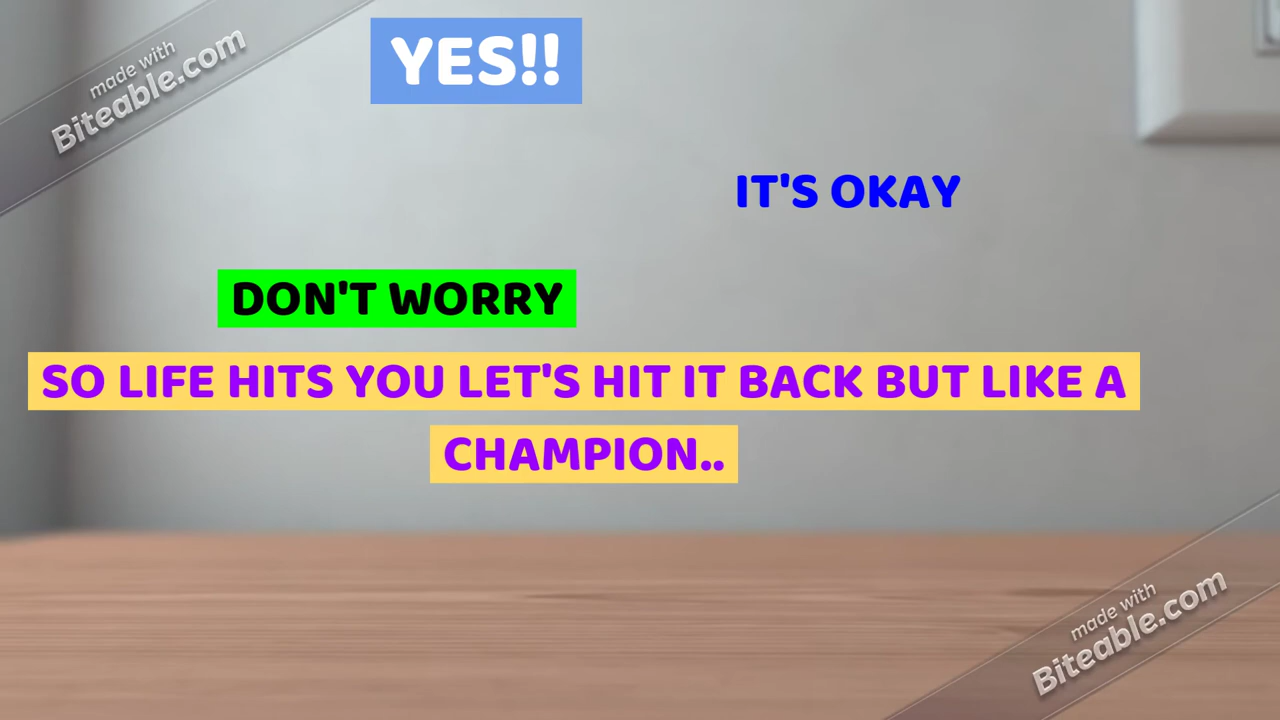 made with
Biteable.com
YES!!
IT'S OKAY
DON'T WORRY
SO LIFE HITS YOU LET'S HIT IT BACK BUT LIKE A
CHAMPION..
made with
Biteable.com